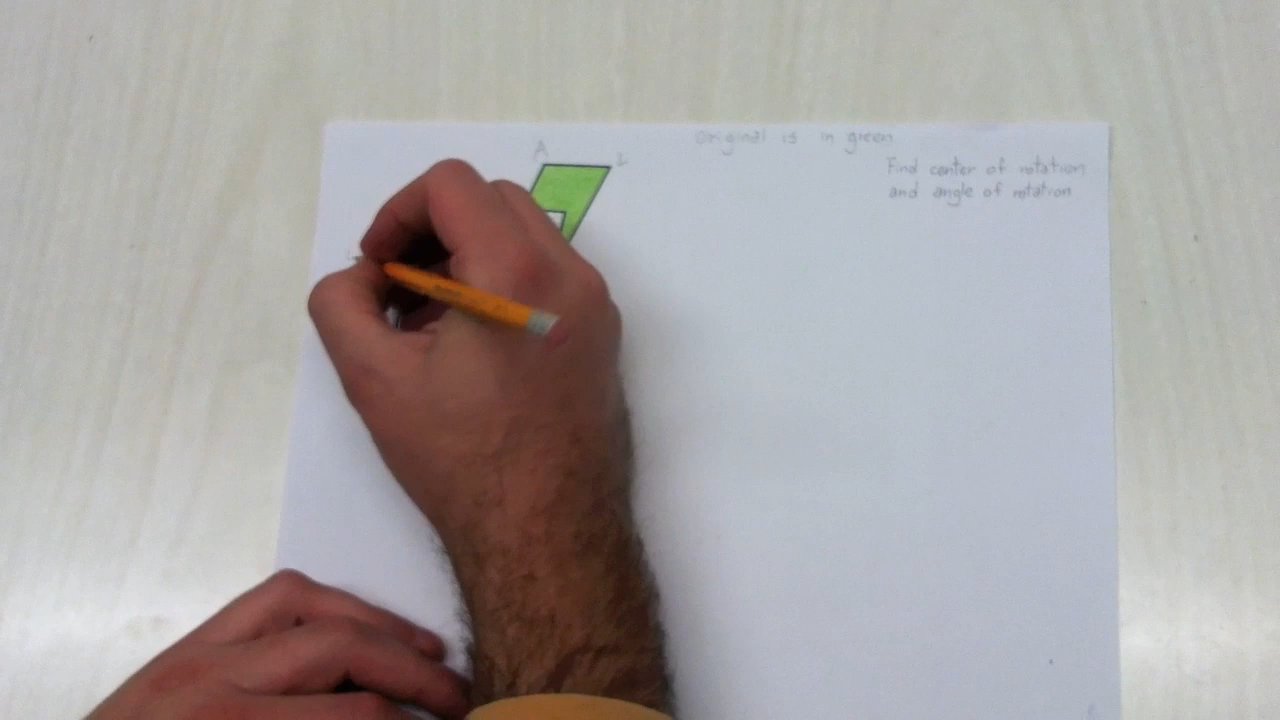 Original is in green
Find center of rotation
and angle of rotation
A